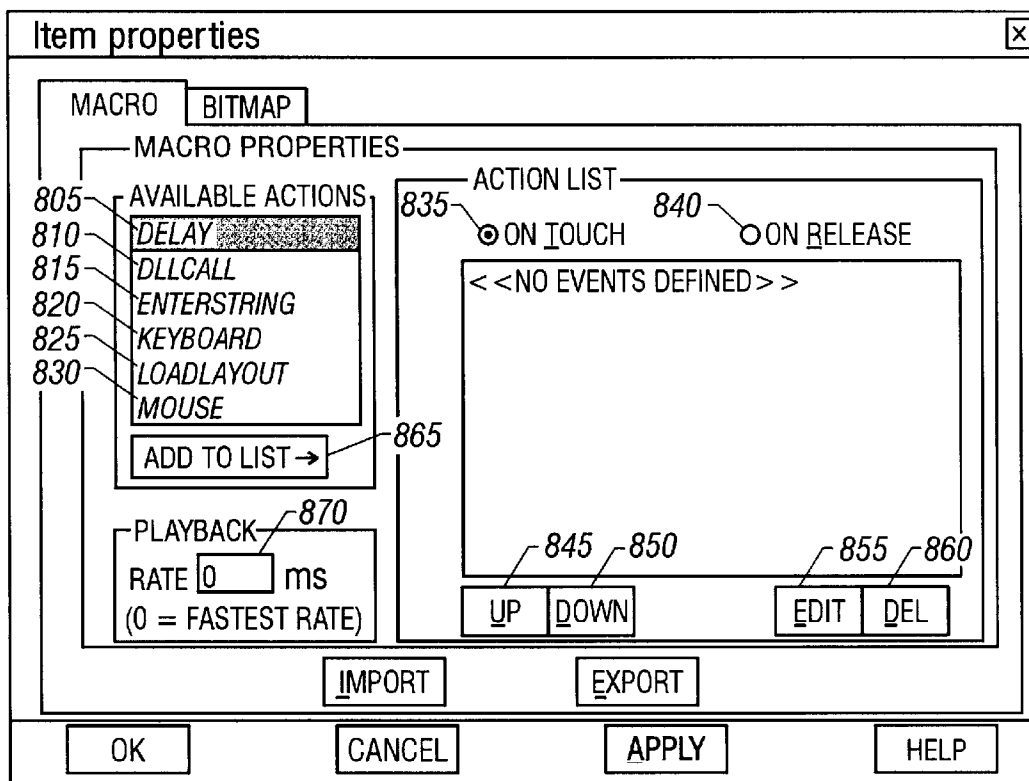 Item properties
MACRO BITMAP
MACRO PROPERTIES
AVAILABLE ACTIONS
805
DELAY
810
DLLCALL
815
ENTERSTRING
820
KEYBOARD
825
LOADLAYOUT
830
MOUSE
ADD TO LIST →
865
PLAYBACK
870
RATE 0 ms
(0 = FASTEST RATE)
ACTION LIST
835 840
ON TOUCH ON RELEASE
<<NO EVENTS DEFINED>>
845 850 855 860
UP DOWN EDIT DEL
IMPORT EXPORT
OK CANCEL APPLY HELP